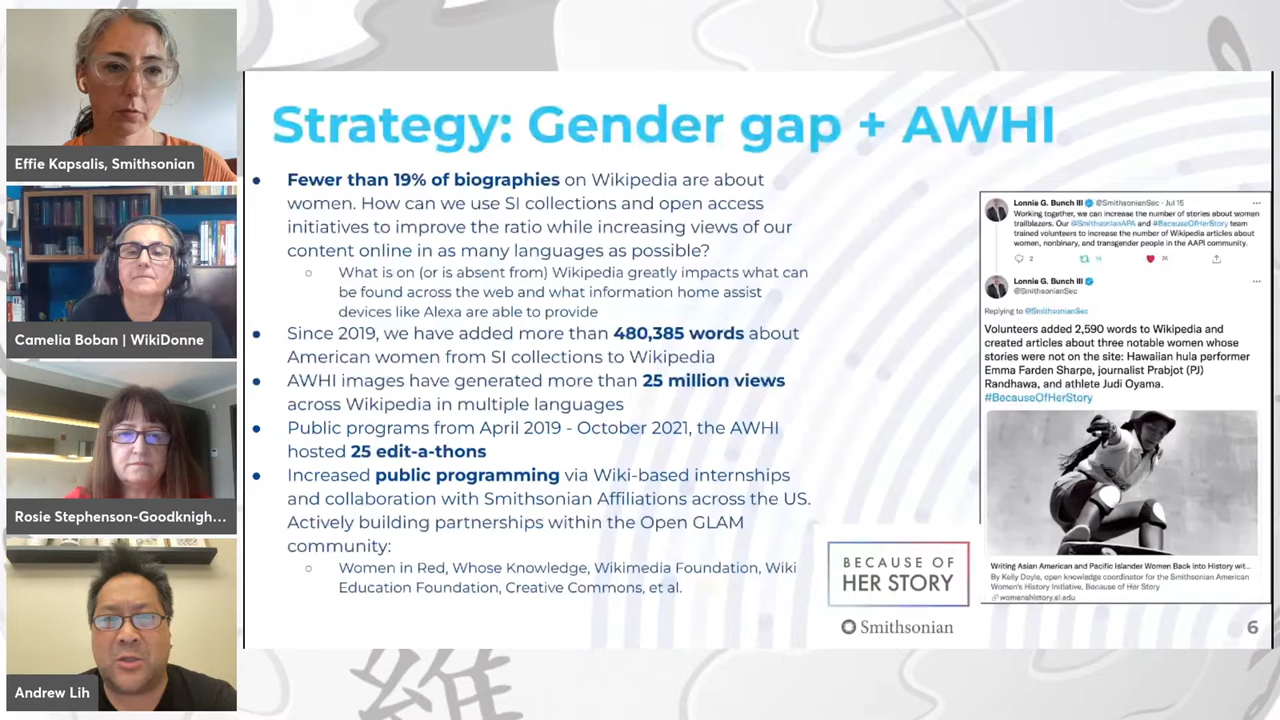 Effie Kapsalis, Smithsonian
Camelia Boban | WikiDonne
Rosie Stephenson-Goodknigh...
Andrew Lih
Strategy: Gender gap + AWHI
● Fewer than 19% of biographies on Wikipedia are about
women. How can we use SI collections and open access
initiatives to improve the ratio while increasing views of our
content online in as many languages as possible?
○ What is on (or is absent from) Wikipedia greatly impacts what can
be found across the web and what information home assist
devices like Alexa are able to provide
● Since 2019, we have added more than 480,385 words about
American women from SI collections to Wikipedia
● AWHI images have generated more than 25 million views
across Wikipedia in multiple languages
● Public programs from April 2019 - October 2021, the AWHI
hosted 25 edit-a-thons
● Increased public programming via Wiki-based internships
and collaboration with Smithsonian Affiliations across the US.
Actively building partnerships within the Open GLAM
community:
○ Women in Red, Whose Knowledge, Wikimedia Foundation, Wiki
Education Foundation, Creative Commons, et al.
Lonnie G. Bunch III @SmithsonianSec · Jul 15
Working together, we can increase the number of stories about women
trailblazers. Our @SmithsonianAPA and #BecauseOfHerStory team
trained volunteers to increase the number of Wikipedia articles about
women, nonbinary, and transgender people in the AAPI community.
2
Lonnie G. Bunch III
@SmithsonianSec
Replying to @SmithsonianSec
Volunteers added 2,590 words to Wikipedia and
created articles about three notable women whose
stories were not on the site: Hawaiian hula performer
Emma Farden Sharpe, journalist Prabjot (PJ)
Randhawa, and athlete Judi Oyama.
#BecauseOfHerStory
Writing Asian American and Pacific Islander Women Back into History wit...
By Kelly Doyle, open knowledge coordinator for the Smithsonian American
Women's History Initiative, Because of Her Story
womenshistory.si.edu
BECAUSE OF
HER STORY
Smithsonian
6
維